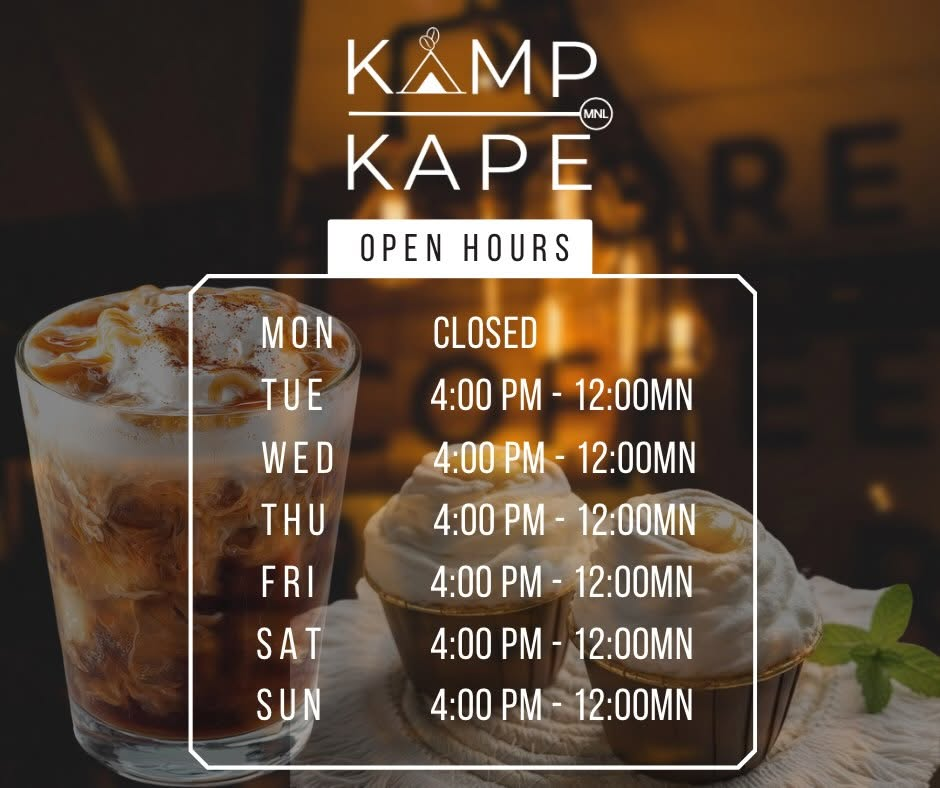 KAMP
MNL
KAPE
OPEN HOURS
MON CLOSED
TUE 4:00 PM - 12:00MN
WED 4:00 PM - 12:00MN
THU 4:00 PM - 12:00MN
FRI 4:00 PM - 12:00MN
SAT 4:00 PM - 12:00MN
SUN 4:00 PM - 12:00MN